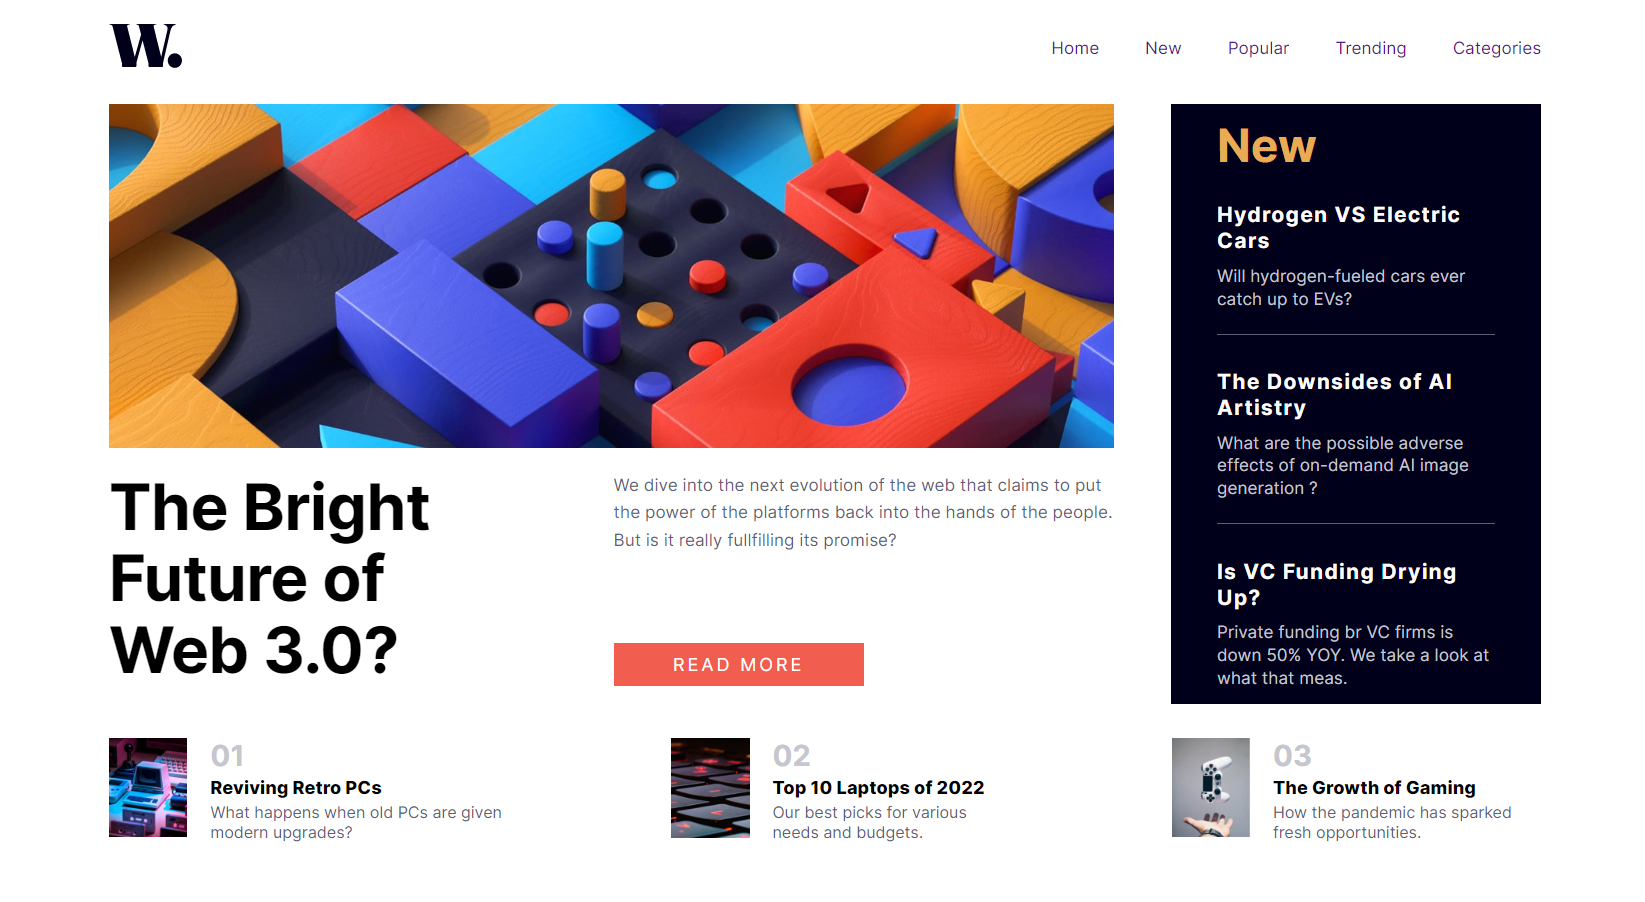 W.
Home New Popular Trending Categories
The Bright
Future of
Web 3.0?
We dive into the next evolution of the web that claims to put
the power of the platforms back into the hands of the people.
But is it really fullfilling its promise?
READ MORE
New
Hydrogen VS Electric
Cars
Will hydrogen-fueled cars ever
catch up to EVs?
The Downsides of AI
Artistry
What are the possible adverse
effects of on-demand AI image
generation ?
Is VC Funding Drying
Up?
Private funding br VC firms is
down 50% YOY. We take a look at
what that meas.
01
Reviving Retro PCs
What happens when old PCs are given
modern upgrades?
02
Top 10 Laptops of 2022
Our best picks for various
needs and budgets.
03
The Growth of Gaming
How the pandemic has sparked
fresh opportunities.